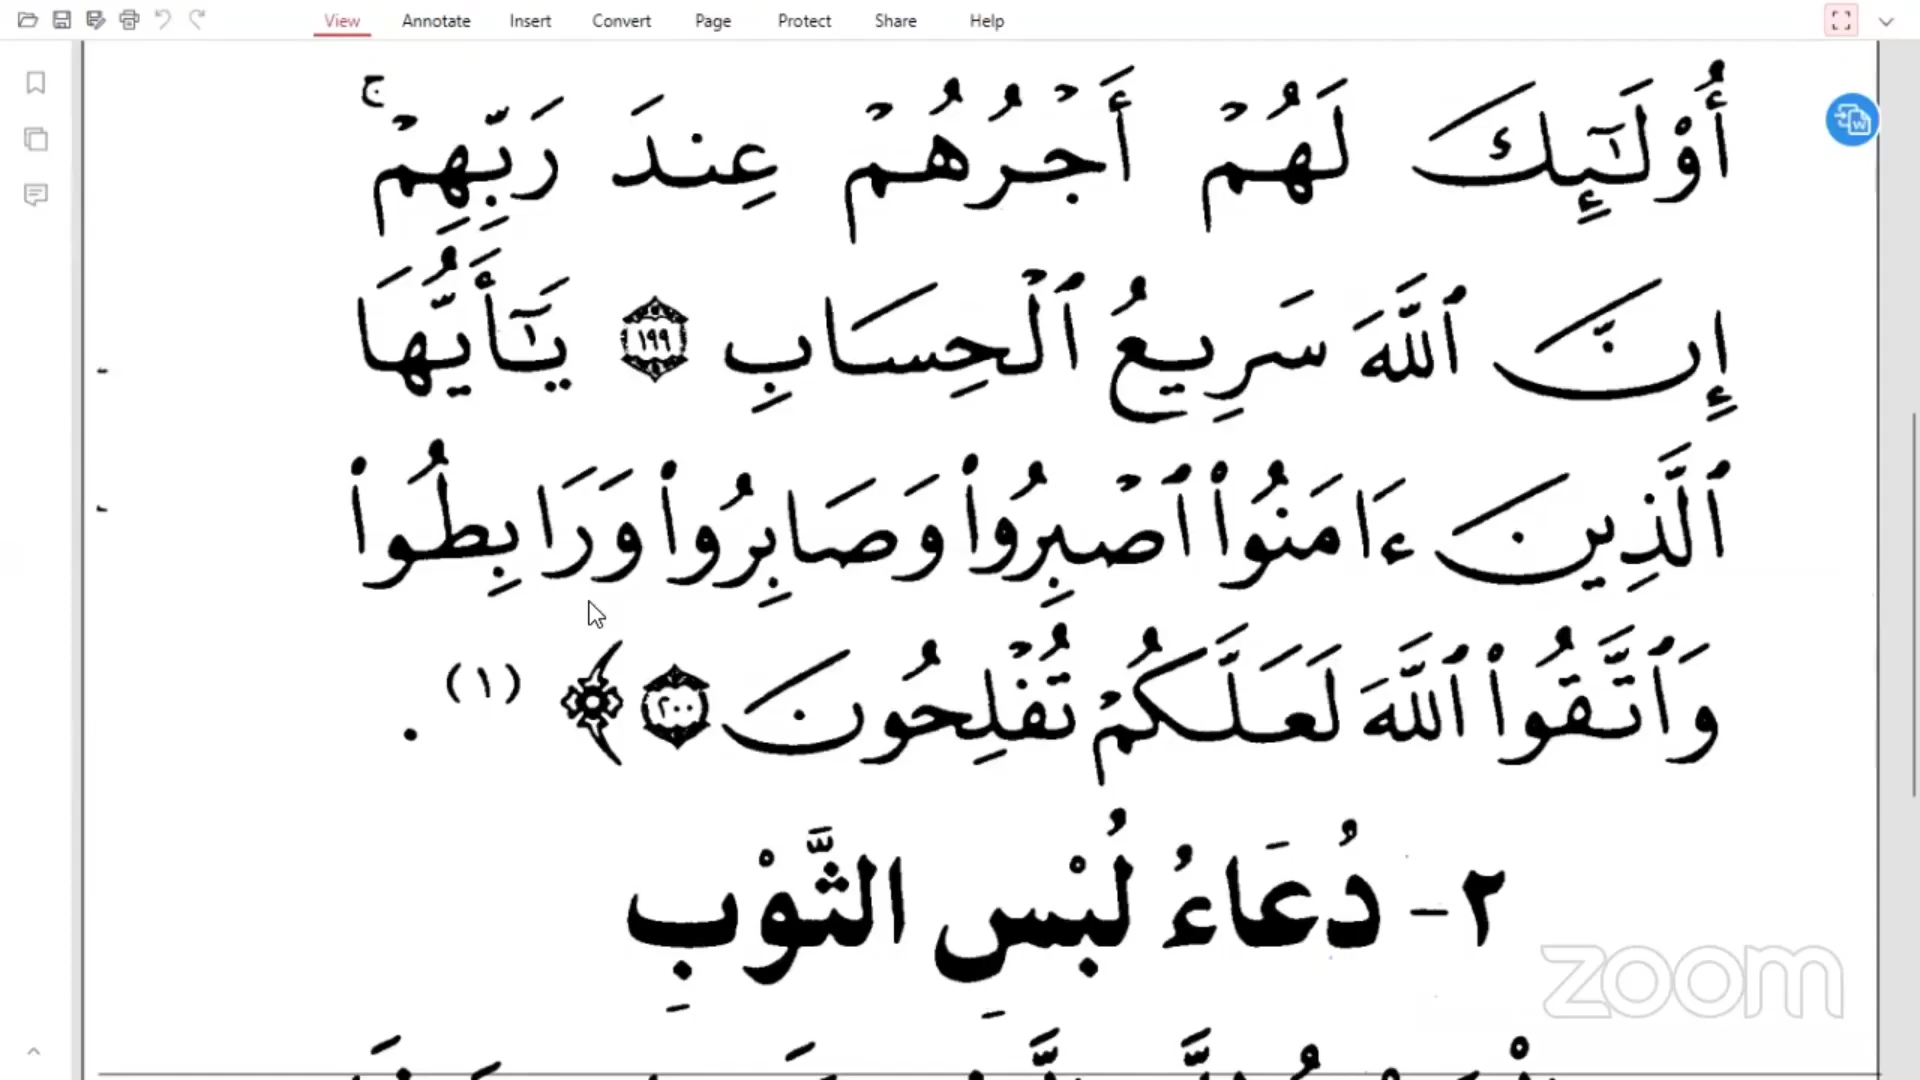 View Annotate Insert Convert Page Protect Share Help
أُوْلَٰٓئِكَ لَهُمۡ أَجۡرُهُمۡ عِندَ رَبِّهِمۡۚ
إِنَّ ٱللَّهَ سَرِيعُ ٱلۡحِسَابِ ١٩٩ يَٰٓأَيُّهَا
ٱلَّذِينَ ءَامَنُواْ ٱصۡبِرُواْ وَصَابِرُواْ وَرَابِطُواْ
وَٱتَّقُواْ ٱللَّهَ لَعَلَّكُمۡ تُفۡلِحُونَ ٢٠٠ ﴾ (١) .
٢- دُعَاءُ لُبْسِ الثَّوْبِ
zoom